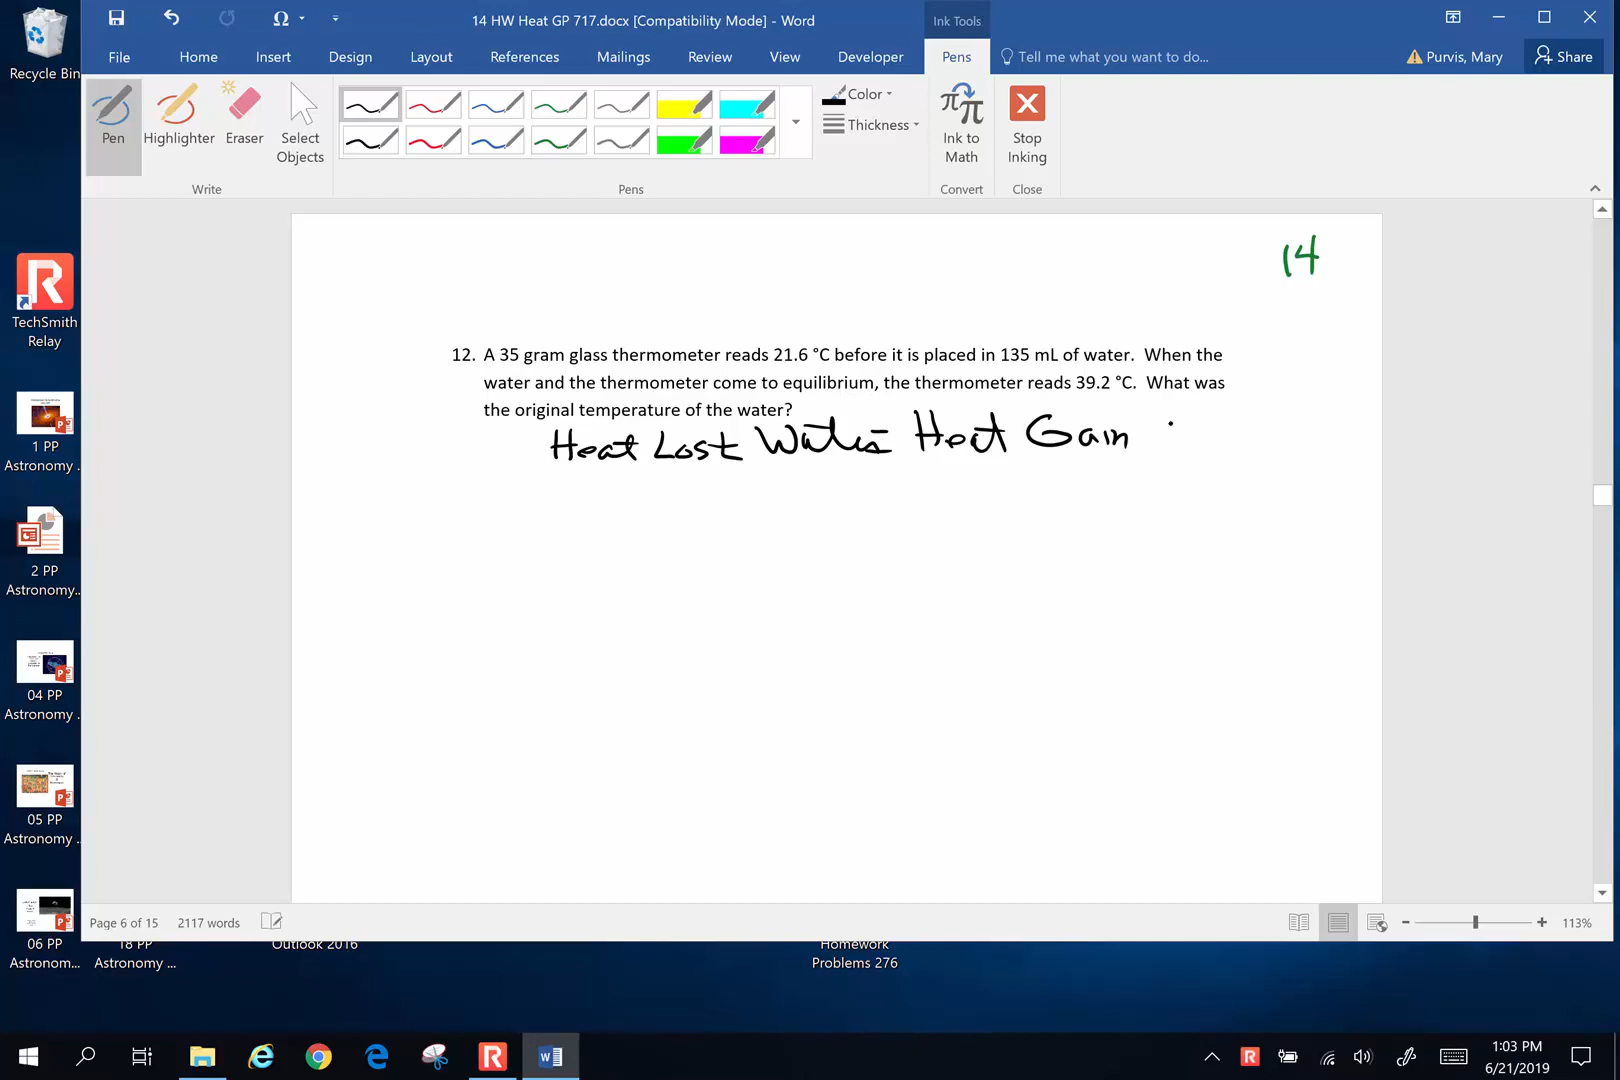 Recycle Bin
14 HW Heat GP 717.docx [Compatibility Mode] - Word
Ink Tools
File Home Insert Design Layout References Mailings Review View Developer Pens Tell me what you want to do... Purvis, Mary Share
Pen Highlighter Eraser Select Objects
Color
Thickness
Ink to Math
Stop Inking
Write Pens Convert Close
14
12. A 35 gram glass thermometer reads 21.6 °C before it is placed in 135 mL of water. When the
water and the thermometer come to equilibrium, the thermometer reads 39.2 °C. What was
the original temperature of the water?
Heat Lost Water = Heat Gain
TechSmith
Relay
1 PP
Astronomy...
2 PP
Astronomy...
04 PP
Astronomy ...
05 PP
Astronomy ...
06 PP
Astronom...
18 PP
Astronomy ...
Outlook 2016
Homework
Problems 276
Page 6 of 15 2117 words
113%
1:03 PM
6/21/2019